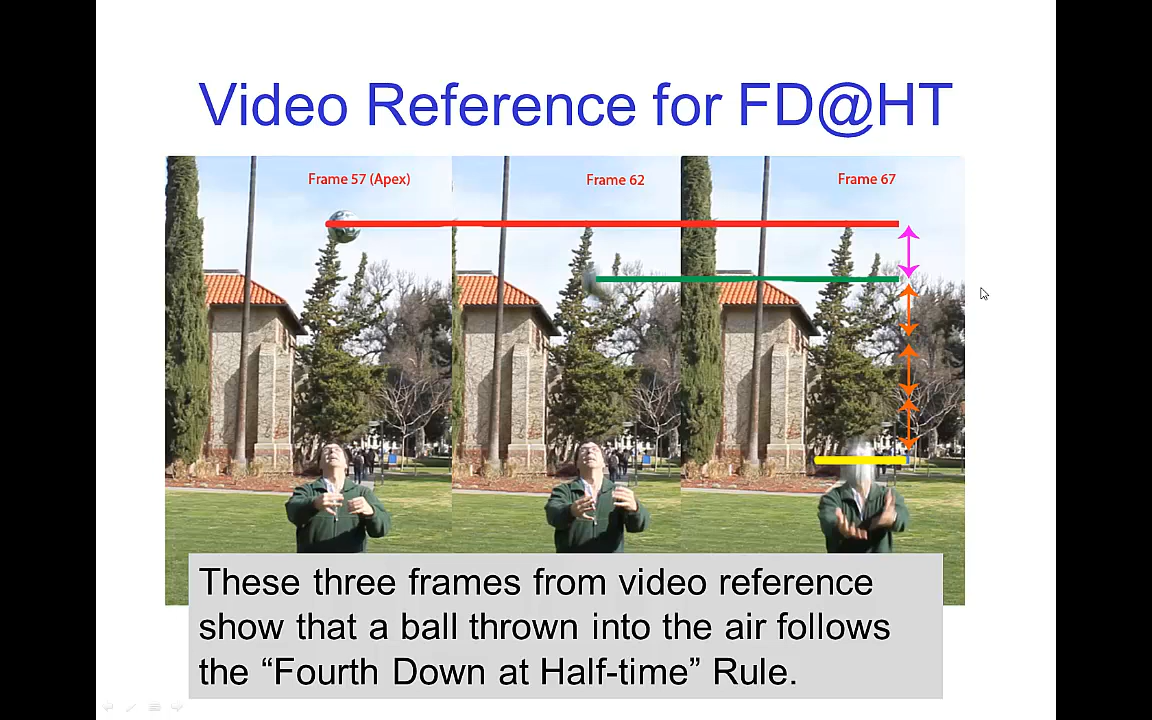 Video Reference for FD@HT
Frame 57 (Apex)
Frame 62
Frame 67
These three frames from video reference
show that a ball thrown into the air follows
the “Fourth Down at Half-time” Rule.